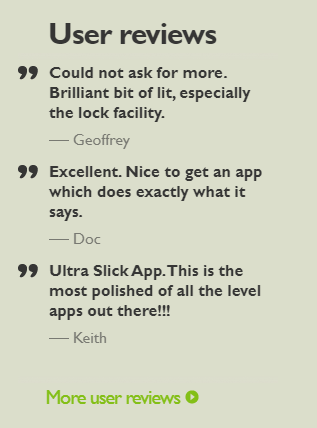 User reviews
Could not ask for more.
Brilliant bit of lit, especially
the lock facility.
— Geoffrey
Excellent. Nice to get an app
which does exactly what it
says.
— Doc
Ultra Slick App. This is the
most polished of all the level
apps out there!!!
— Keith
More user reviews